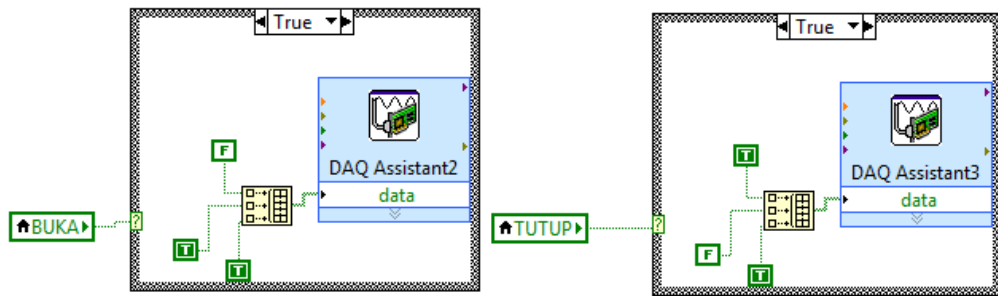 True
F
DAQ Assistant2
data
BUKA
?
T
T
True
T
DAQ Assistant3
data
TUTUP
?
F
T